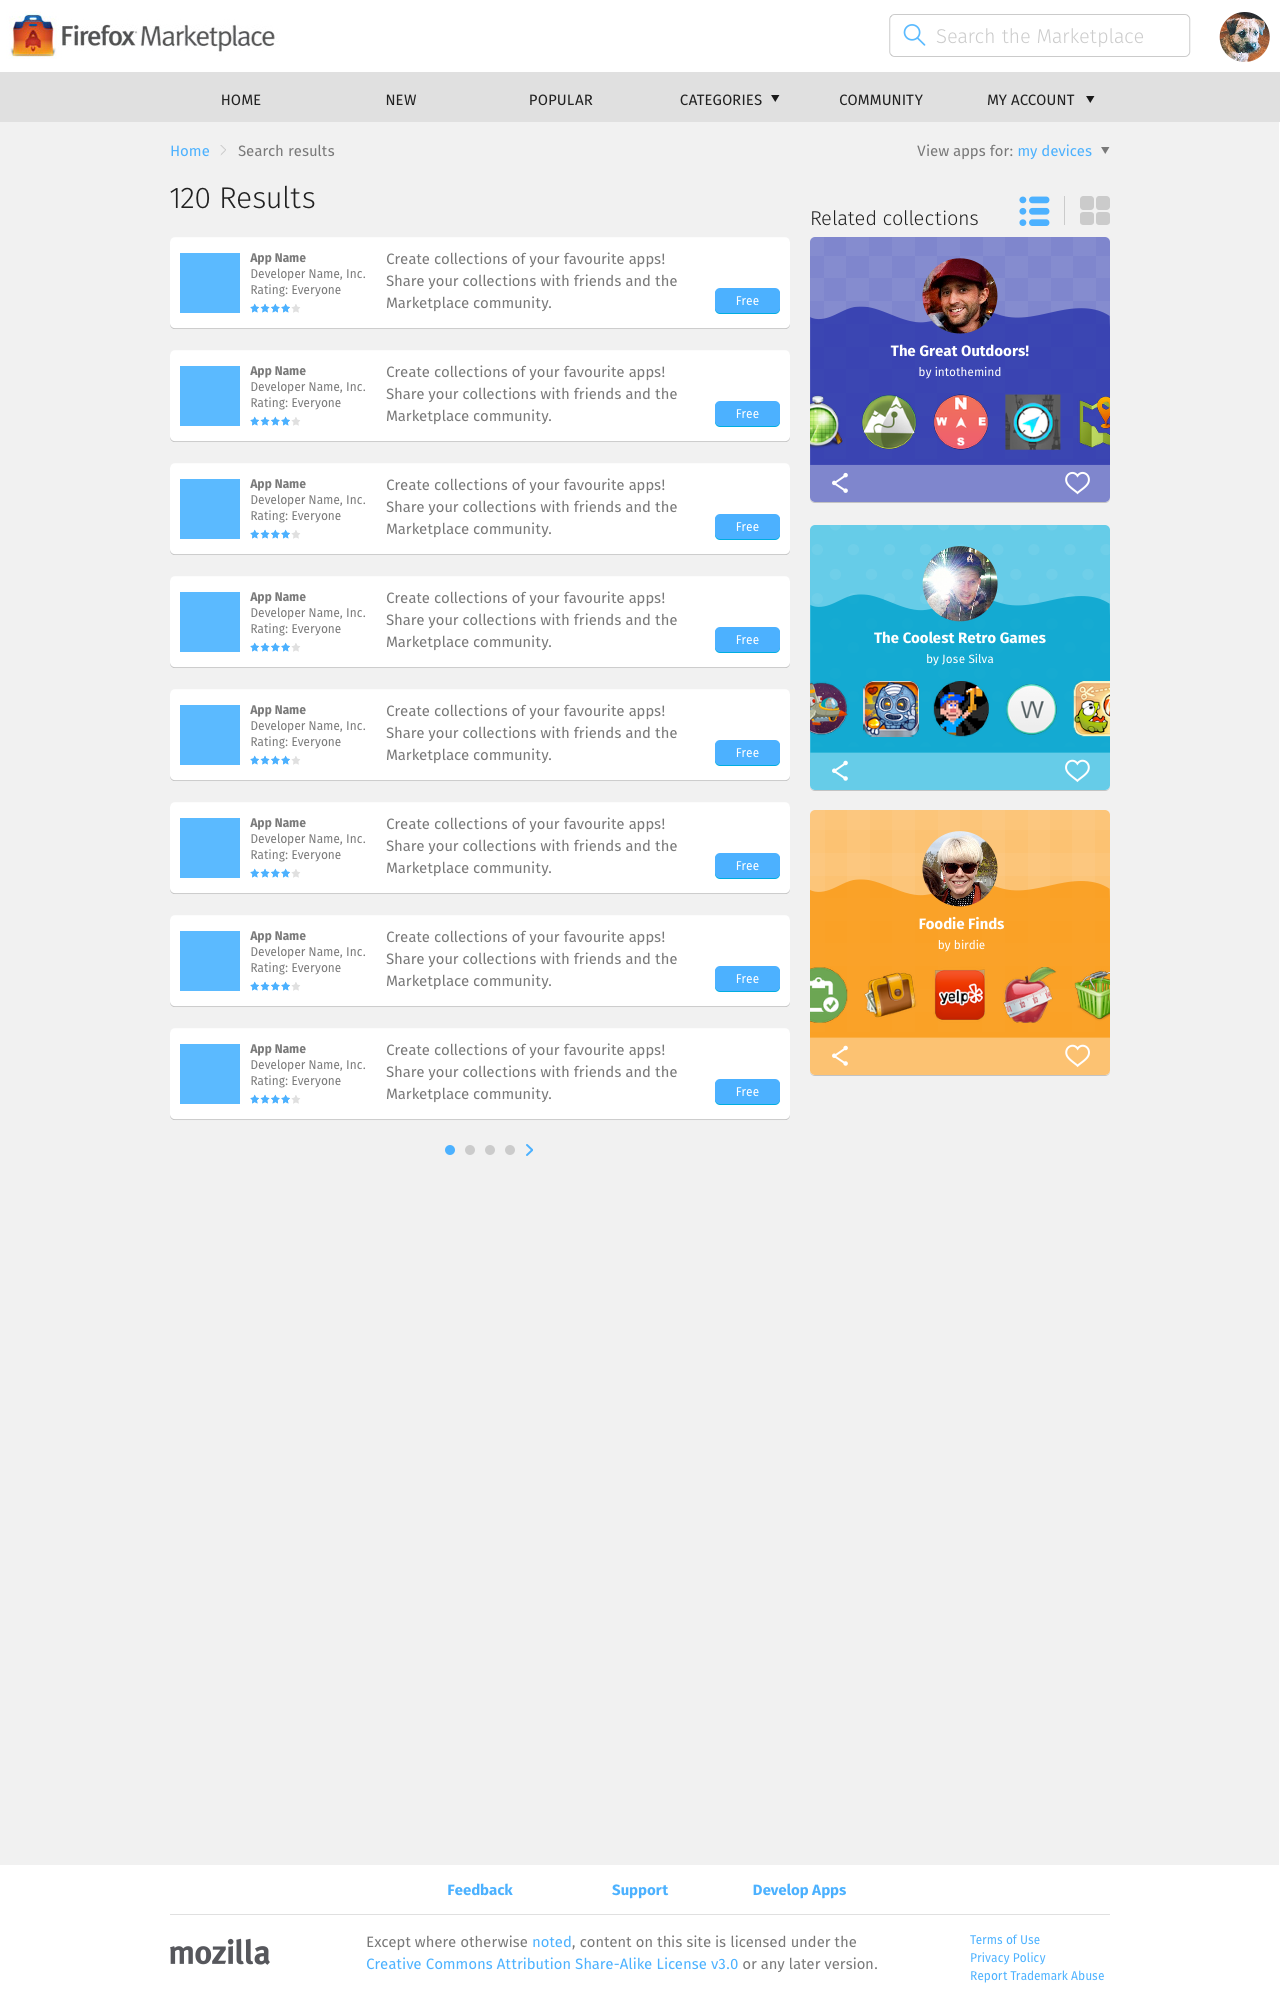 Firefox Marketplace
Search the Marketplace
HOME
NEW
POPULAR
CATEGORIES
COMMUNITY
MY ACCOUNT
Home
Search results
View apps for: my devices
120 Results
Related collections
App Name
Developer Name, Inc.
Rating: Everyone
Create collections of your favourite apps!
Share your collections with friends and the
Marketplace community.
Free
App Name
Developer Name, Inc.
Rating: Everyone
Create collections of your favourite apps!
Share your collections with friends and the
Marketplace community.
Free
App Name
Developer Name, Inc.
Rating: Everyone
Create collections of your favourite apps!
Share your collections with friends and the
Marketplace community.
Free
App Name
Developer Name, Inc.
Rating: Everyone
Create collections of your favourite apps!
Share your collections with friends and the
Marketplace community.
Free
App Name
Developer Name, Inc.
Rating: Everyone
Create collections of your favourite apps!
Share your collections with friends and the
Marketplace community.
Free
App Name
Developer Name, Inc.
Rating: Everyone
Create collections of your favourite apps!
Share your collections with friends and the
Marketplace community.
Free
App Name
Developer Name, Inc.
Rating: Everyone
Create collections of your favourite apps!
Share your collections with friends and the
Marketplace community.
Free
App Name
Developer Name, Inc.
Rating: Everyone
Create collections of your favourite apps!
Share your collections with friends and the
Marketplace community.
Free
The Great Outdoors!
by intothemind
N
W E
S
The Coolest Retro Games
by Jose Silva
W
Foodie Finds
by birdie
yelp
Feedback
Support
Develop Apps
mozilla
Except where otherwise noted, content on this site is licensed under the
Creative Commons Attribution Share-Alike License v3.0 or any later version.
Terms of Use
Privacy Policy
Report Trademark Abuse